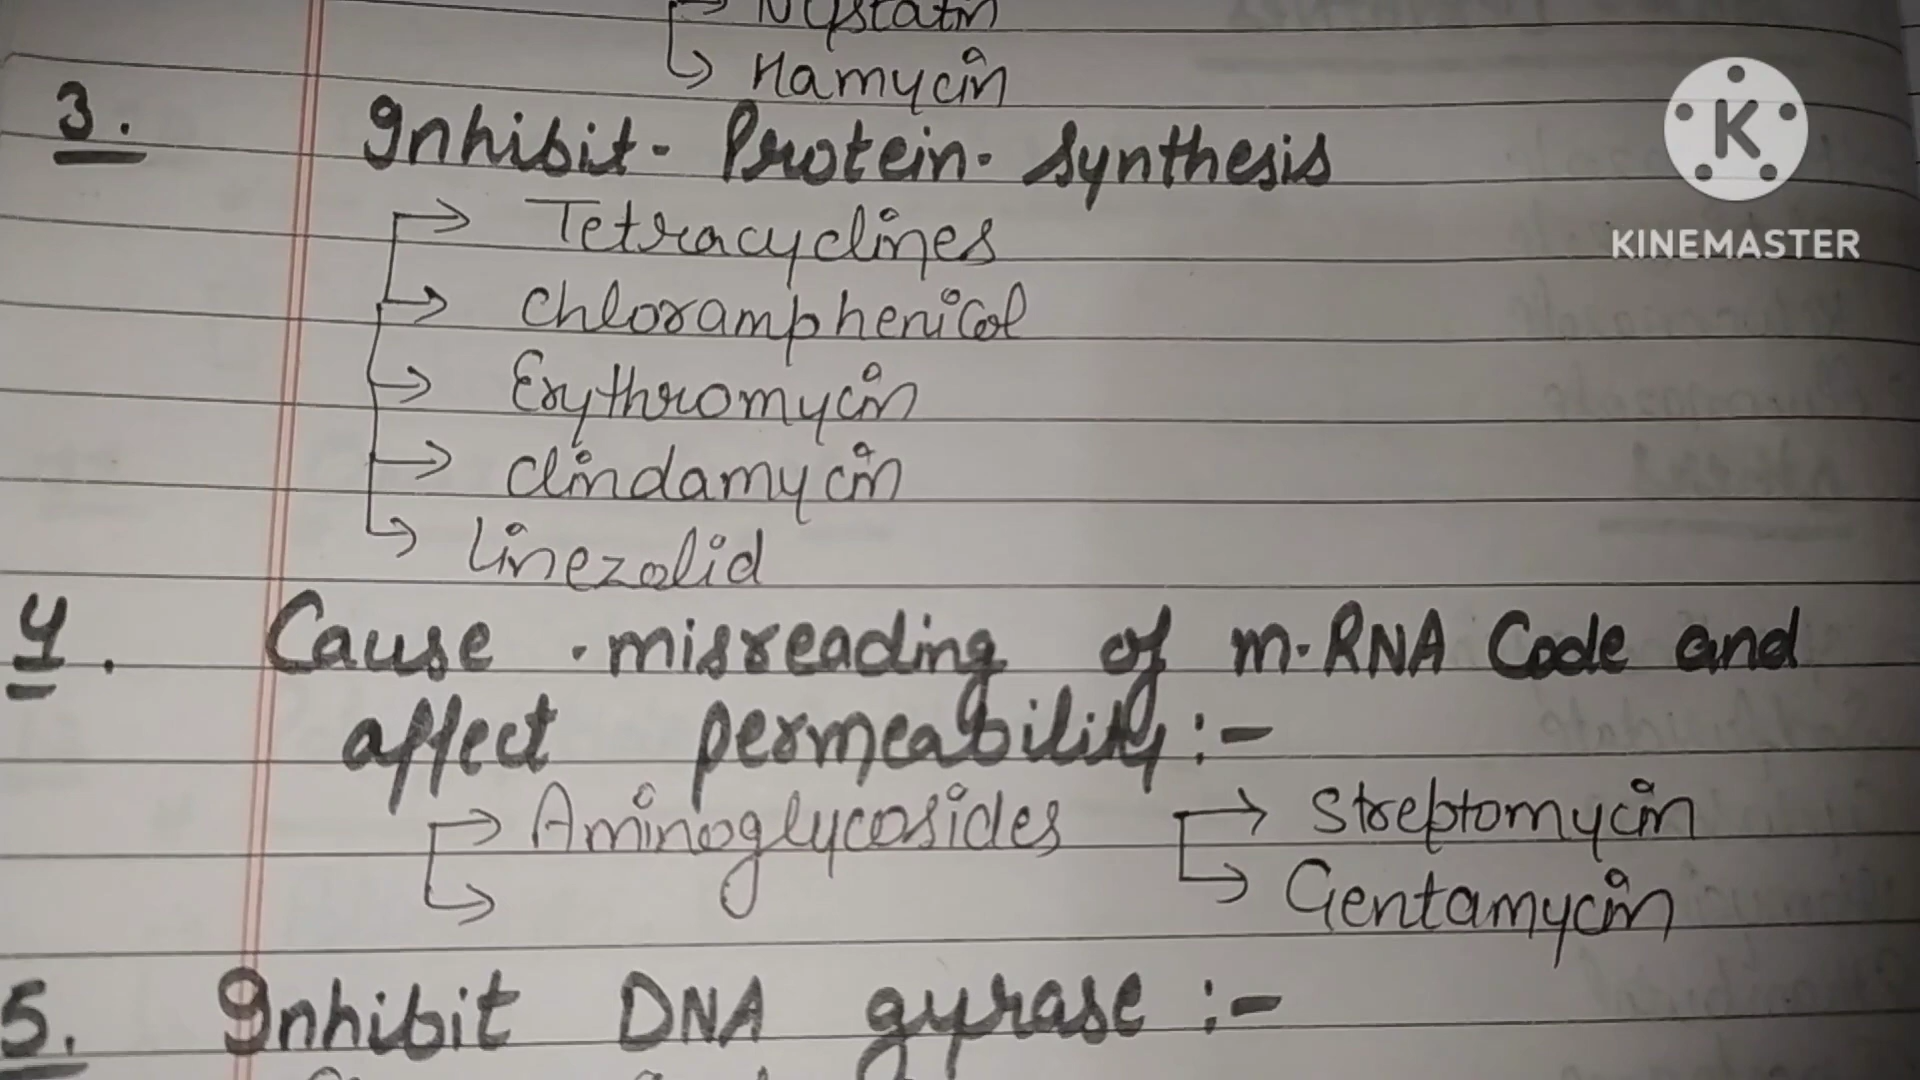 → Nystatin
↳ Hamycin
3. Inhibit - Protein - Synthesis
→ Tetracyclines
→ Chloramphenicol
→ Erythromycin
→ Clindamycin
→ Linezolid
4. Cause misreading of m-RNA Code and
affect permeability :-
→ Aminoglycosides → Streptomycin
→ → Gentamycin
5. Inhibit DNA gyrase :-
K
KINEMASTER